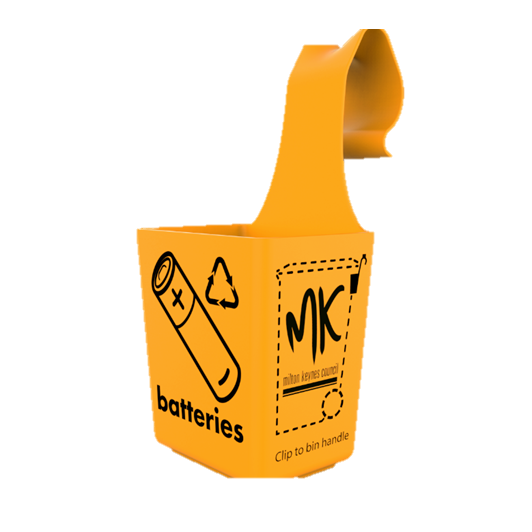 batteries
MK
milton keynes council
Clip to bin handle